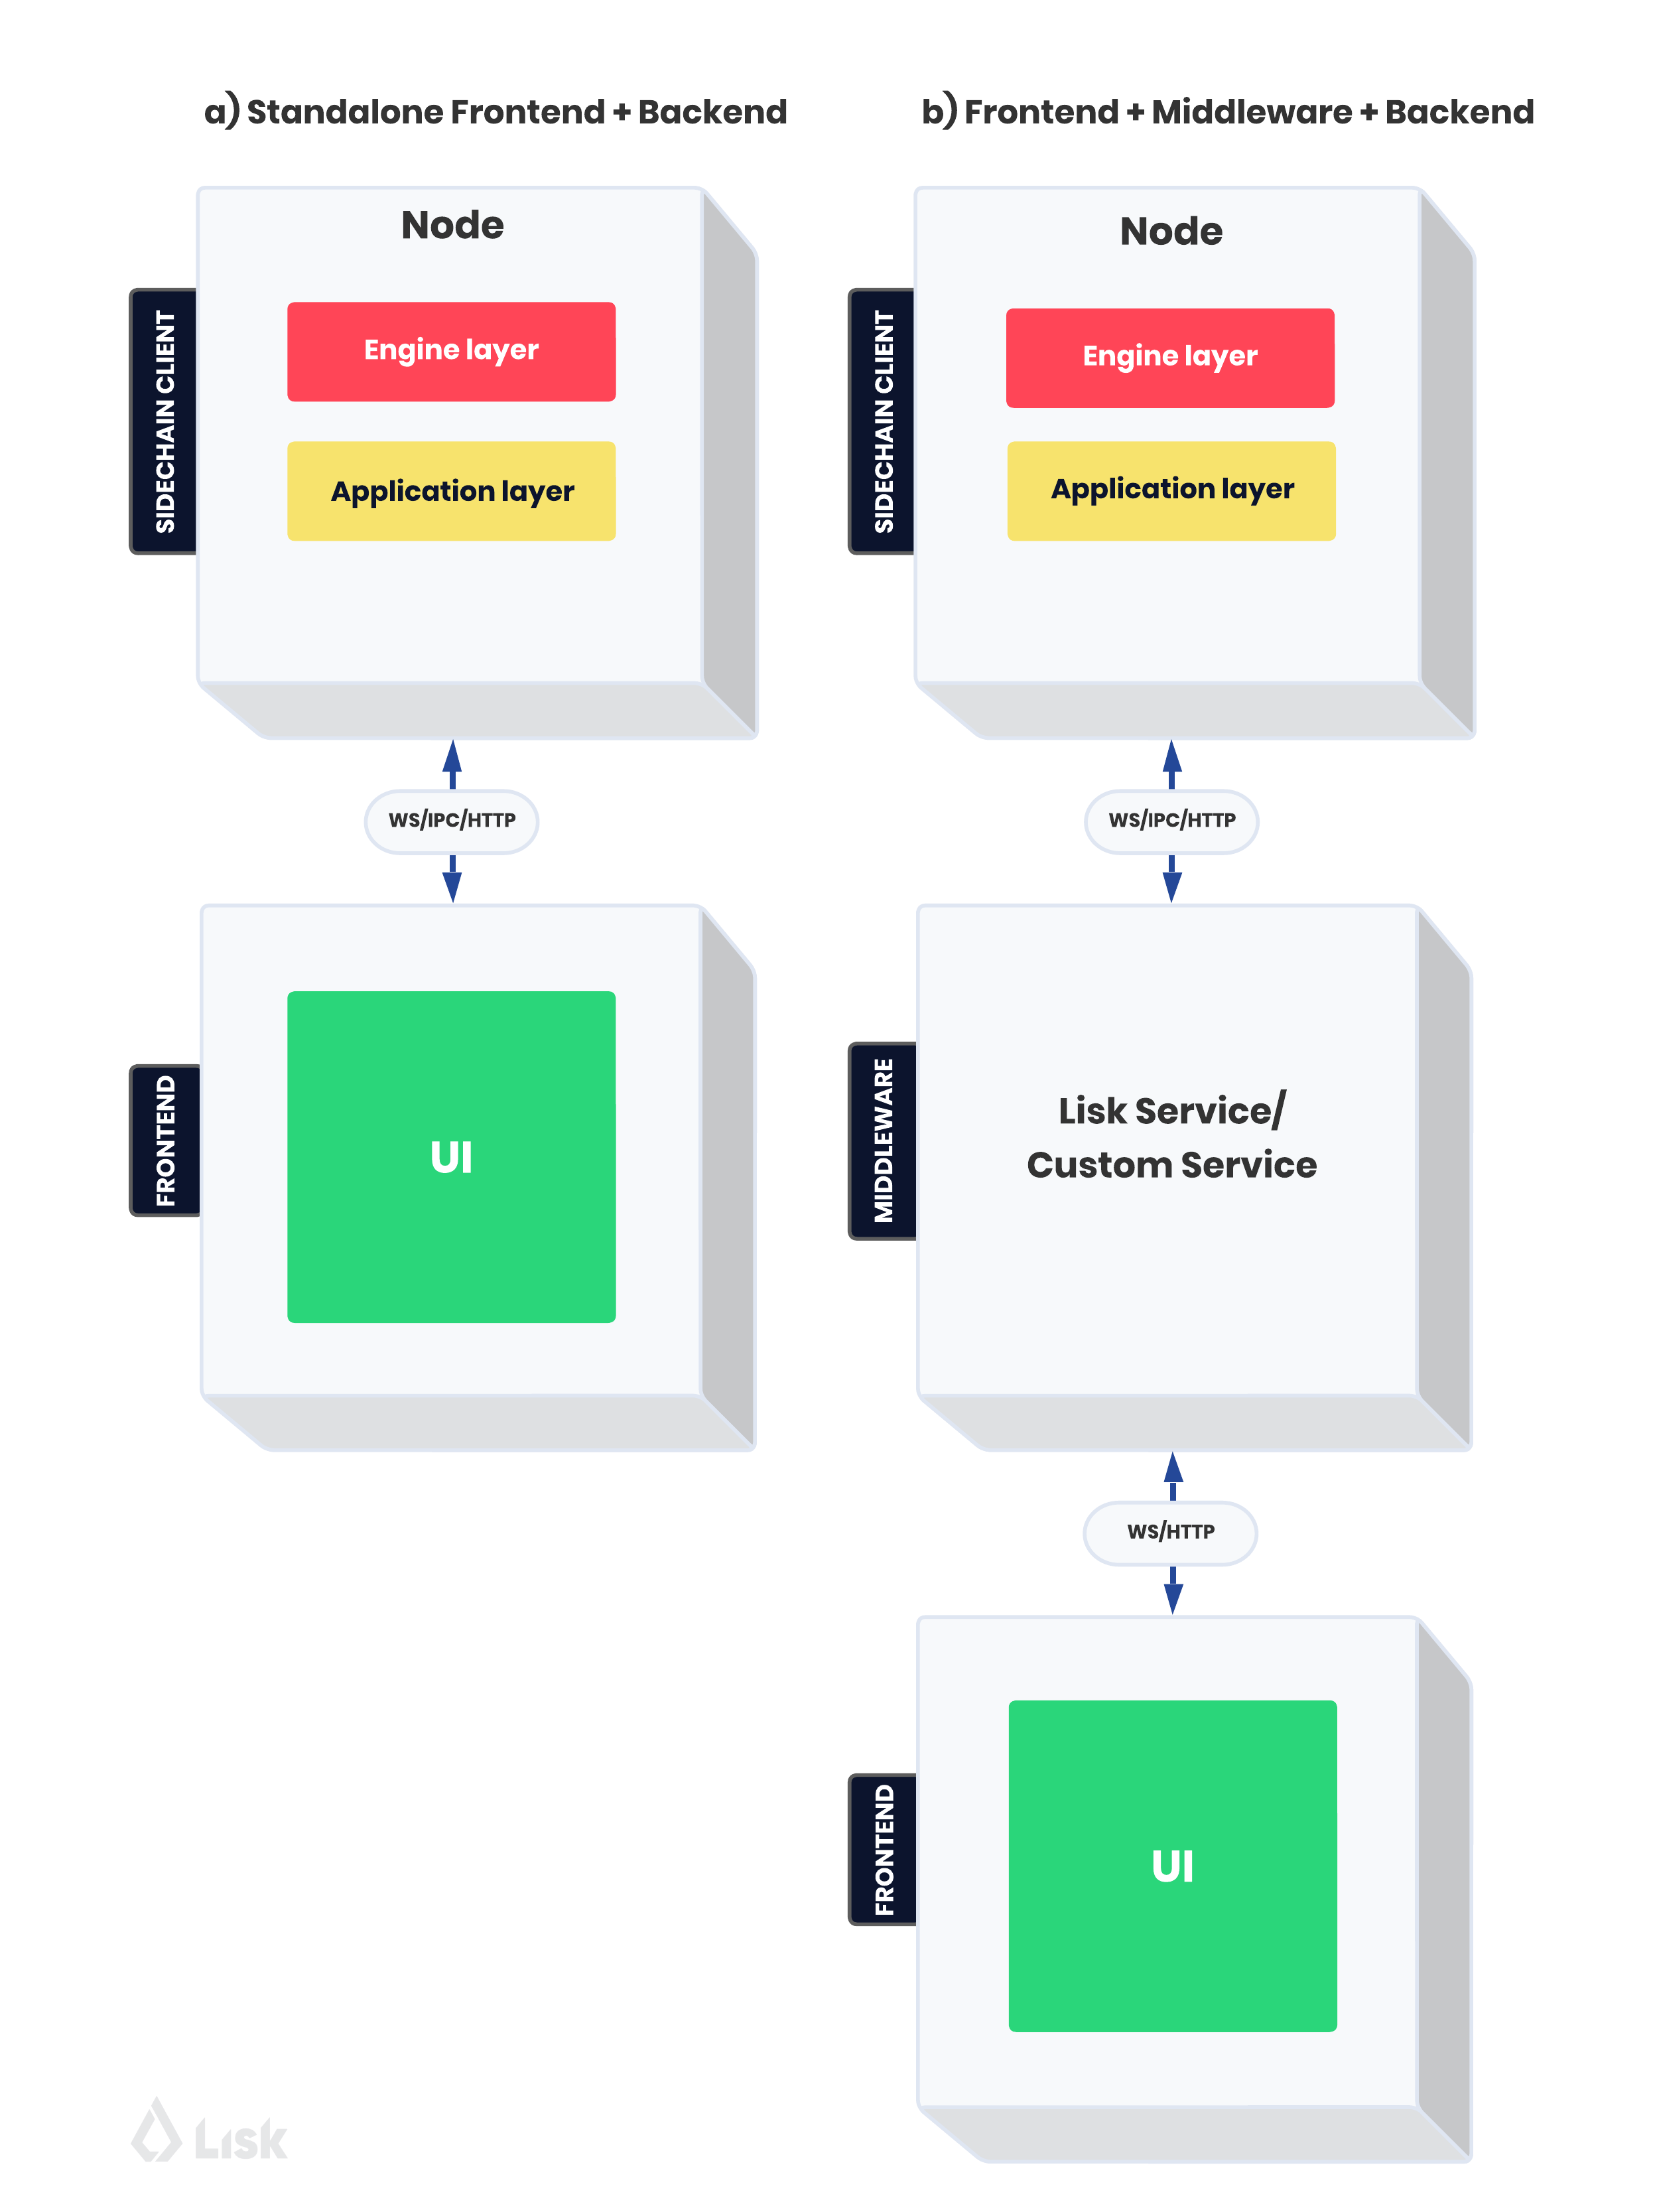 a) Standalone Frontend + Backend
Node
SIDECHAIN CLIENT
Engine layer
Application layer
WS/IPC/HTTP
FRONTEND
UI
b) Frontend + Middleware + Backend
Node
SIDECHAIN CLIENT
Engine layer
Application layer
WS/IPC/HTTP
MIDDLEWARE
Lisk Service/
Custom Service
WS/HTTP
FRONTEND
UI
Lisk